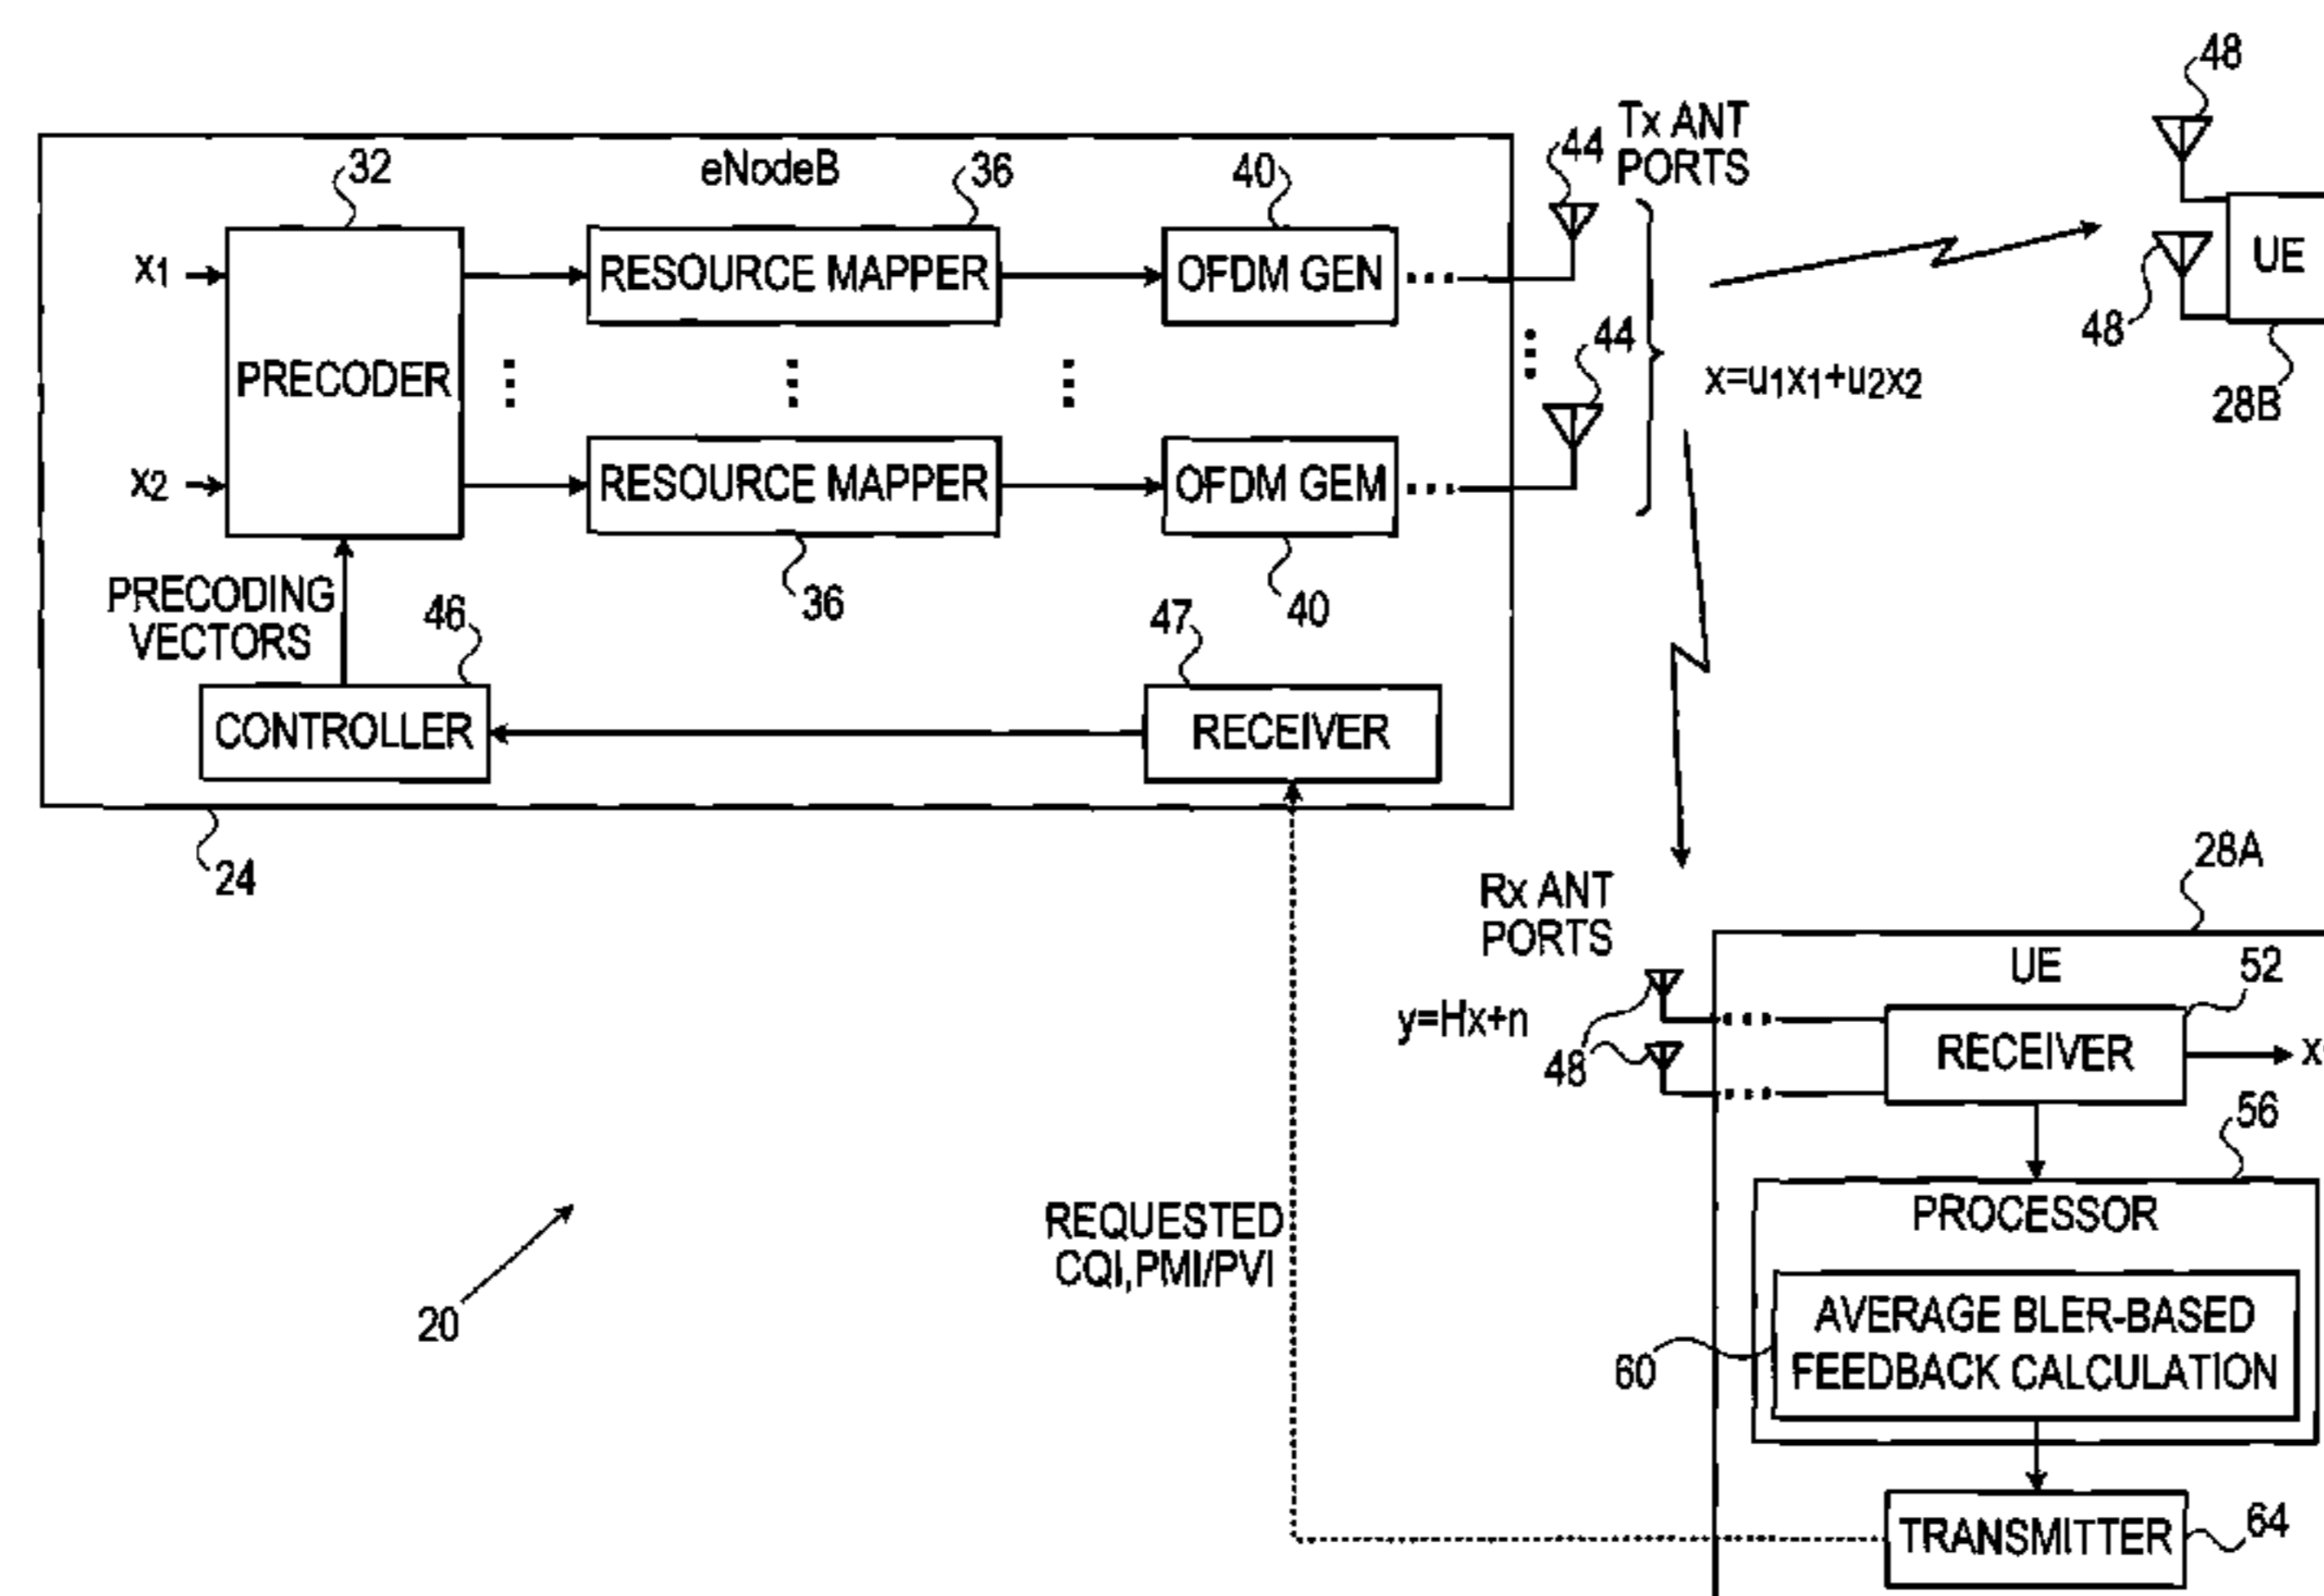 48
Tx ANT
PORTS
44
32
eNodeB
36
40
x1
RESOURCE MAPPER
OFDM GEN
UE
48
44
PRECODER
x=u1x1+u2x2
28B
x2
RESOURCE MAPPER
OFDM GEM
36
40
PRECODING
VECTORS
46
47
CONTROLLER
RECEIVER
24
28A
Rx ANT
PORTS
UE
52
y=Hx+n
RECEIVER
48
56
PROCESSOR
REQUESTED
CQI,PMI/PVI
AVERAGE BLER-BASED
FEEDBACK CALCULATION
20
60
TRANSMITTER
64